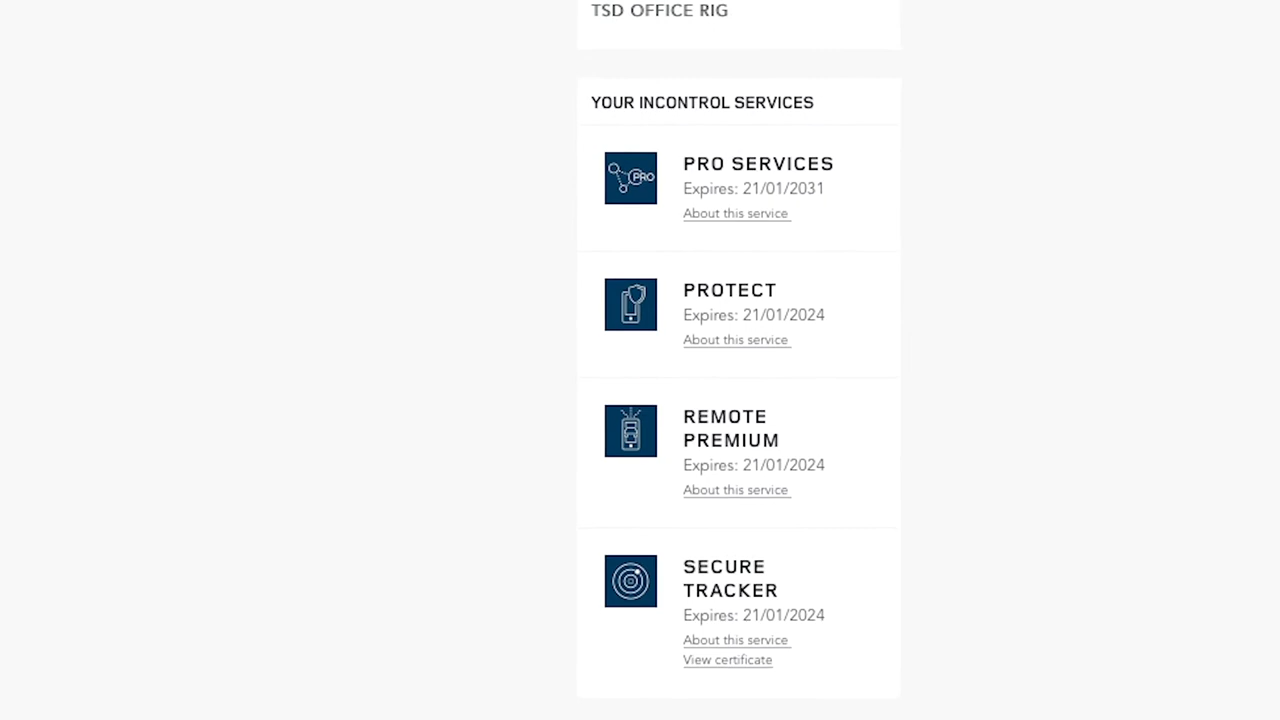 TSD OFFICE RIG
YOUR INCONTROL SERVICES
PRO
PRO SERVICES
Expires: 21/01/2031
About this service
PROTECT
Expires: 21/01/2024
About this service
REMOTE
PREMIUM
Expires: 21/01/2024
About this service
SECURE
TRACKER
Expires: 21/01/2024
About this service
View certificate